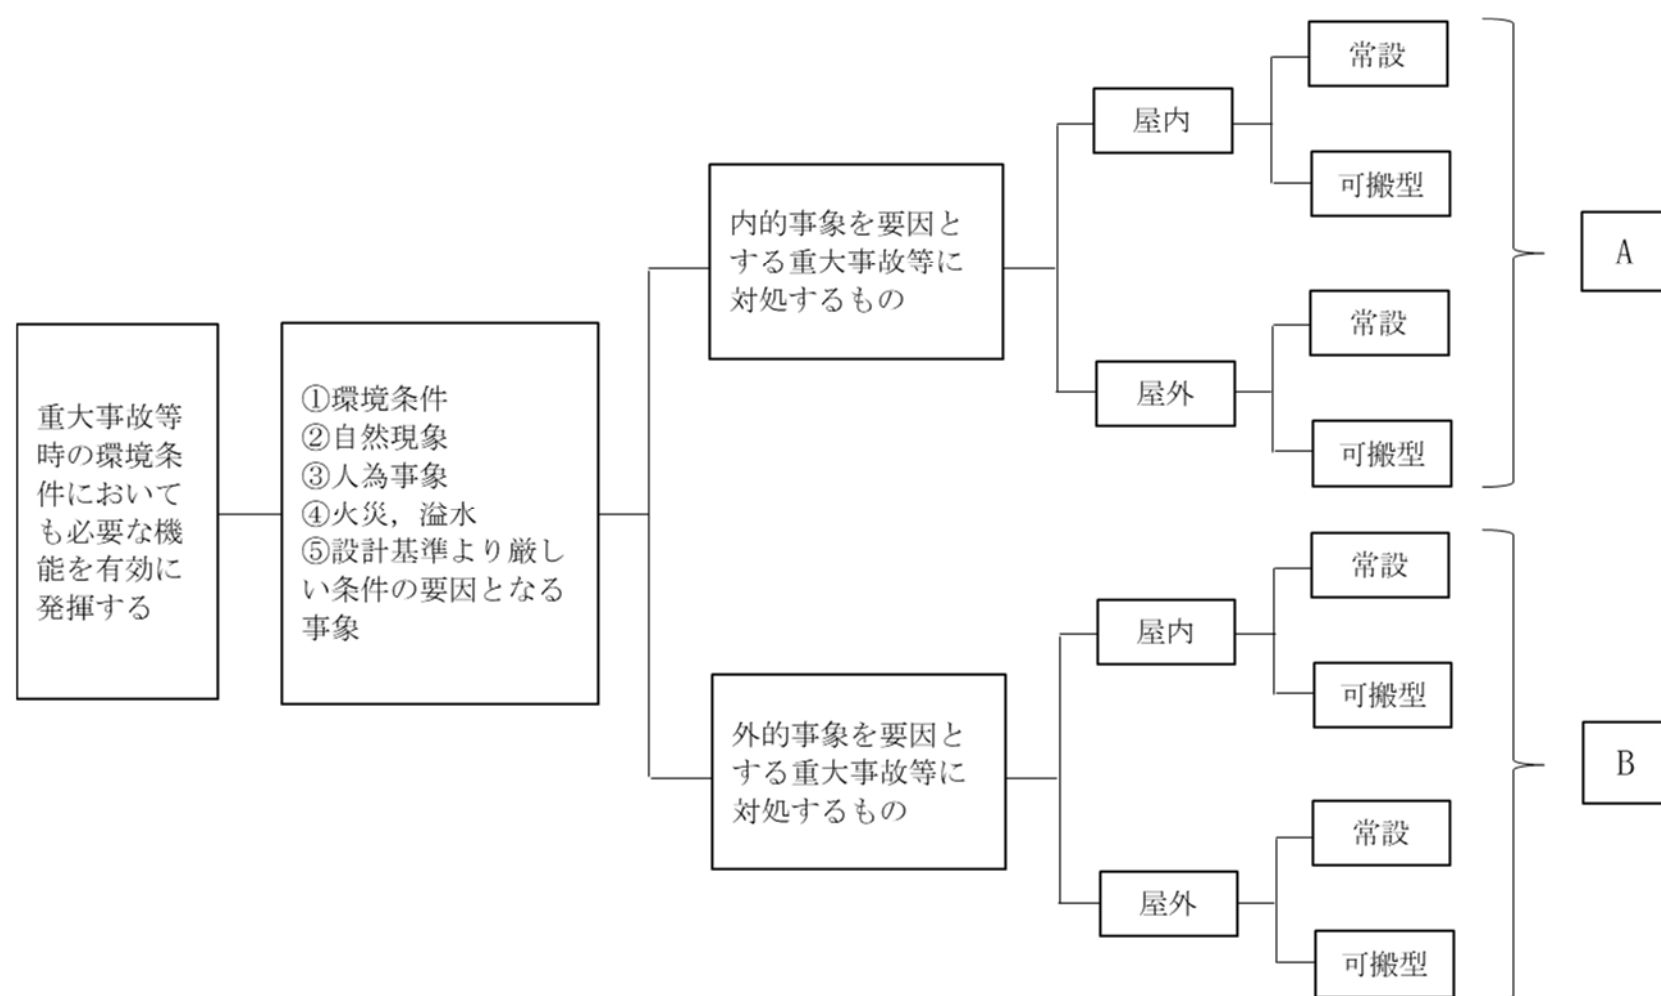 重大事故等
時の環境条
件において
も必要な機
能を有効に
発揮する
①環境条件
②自然現象
③人為事象
④火災，溢水
⑤設計基準より厳し
い条件の要因となる
事象
内的事象を要因と
する重大事故等に
対処するもの
屋内
常設
可搬型
屋外
常設
可搬型
A
外的事象を要因と
する重大事故等に
対処するもの
屋内
常設
可搬型
屋外
常設
可搬型
B